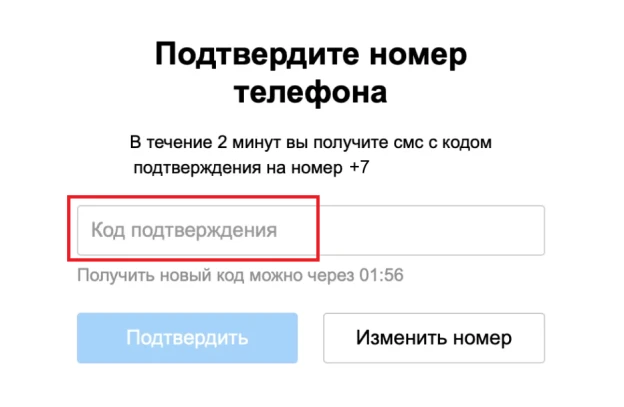 Подтвердите номер
телефона
В течение 2 минут вы получите смс с кодом
подтверждения на номер +7
Код подтверждения
Получить новый код можно через 01:56
Подтвердить
Изменить номер